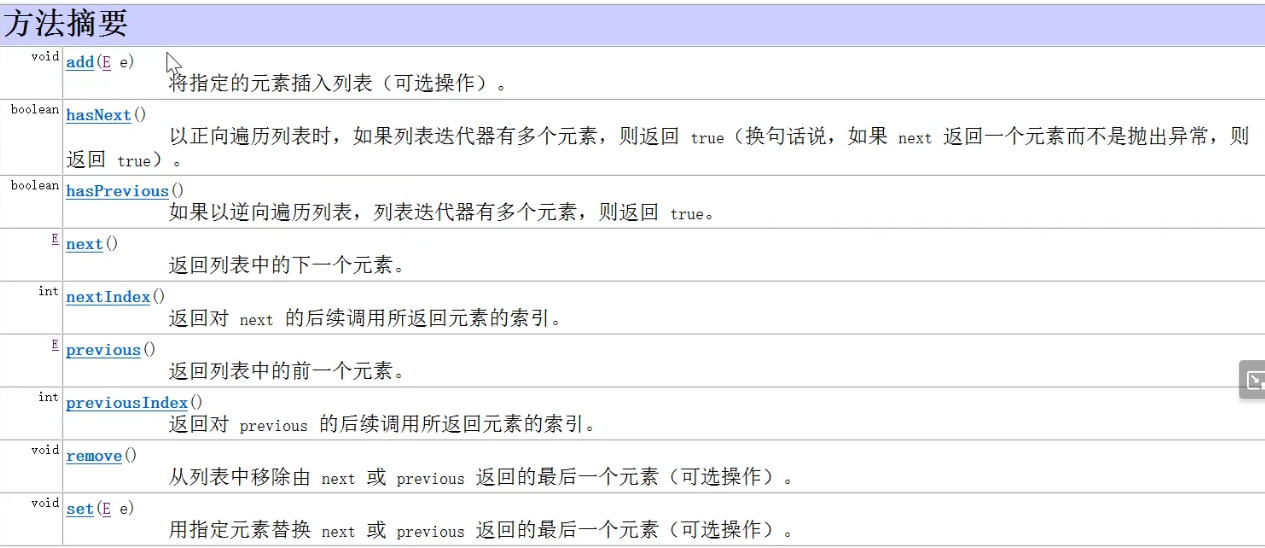 方法摘要
void add(E e)
将指定的元素插入列表（可选操作）。
boolean hasNext()
以正向遍历列表时，如果列表迭代器有多个元素，则返回 true（换句话说，如果 next 返回一个元素而不是抛出异常，则
返回 true）。
boolean hasPrevious()
如果以逆向遍历列表，列表迭代器有多个元素，则返回 true。
E next()
返回列表中的下一个元素。
int nextIndex()
返回对 next 的后续调用所返回元素的索引。
E previous()
返回列表中的前一个元素。
int previousIndex()
返回对 previous 的后续调用所返回元素的索引。
void remove()
从列表中移除由 next 或 previous 返回的最后一个元素（可选操作）。
void set(E e)
用指定元素替换 next 或 previous 返回的最后一个元素（可选操作）。